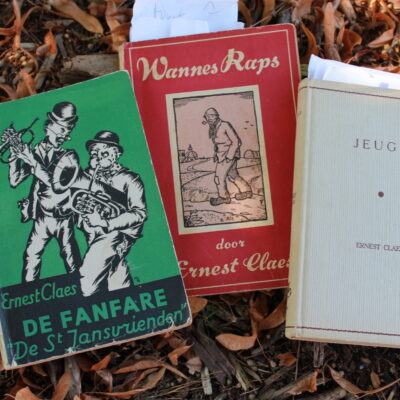 Ernest Claes
DE FANFARE
"De St Jansvrienden"
Wannes Raps
door
Ernest Claes
JEUG
ERNEST CLAE